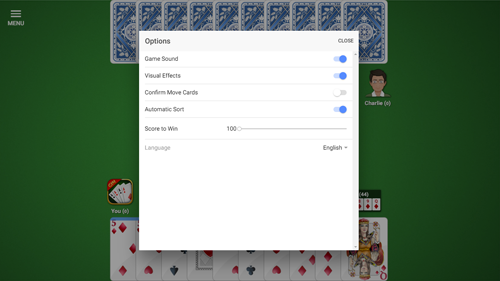 MENU
Options
CLOSE
Game Sound
Visual Effects
Confirm Move Cards
Automatic Sort
Score to Win 100
Language English
Charlie (0)
(44)
You (0)
5
Q